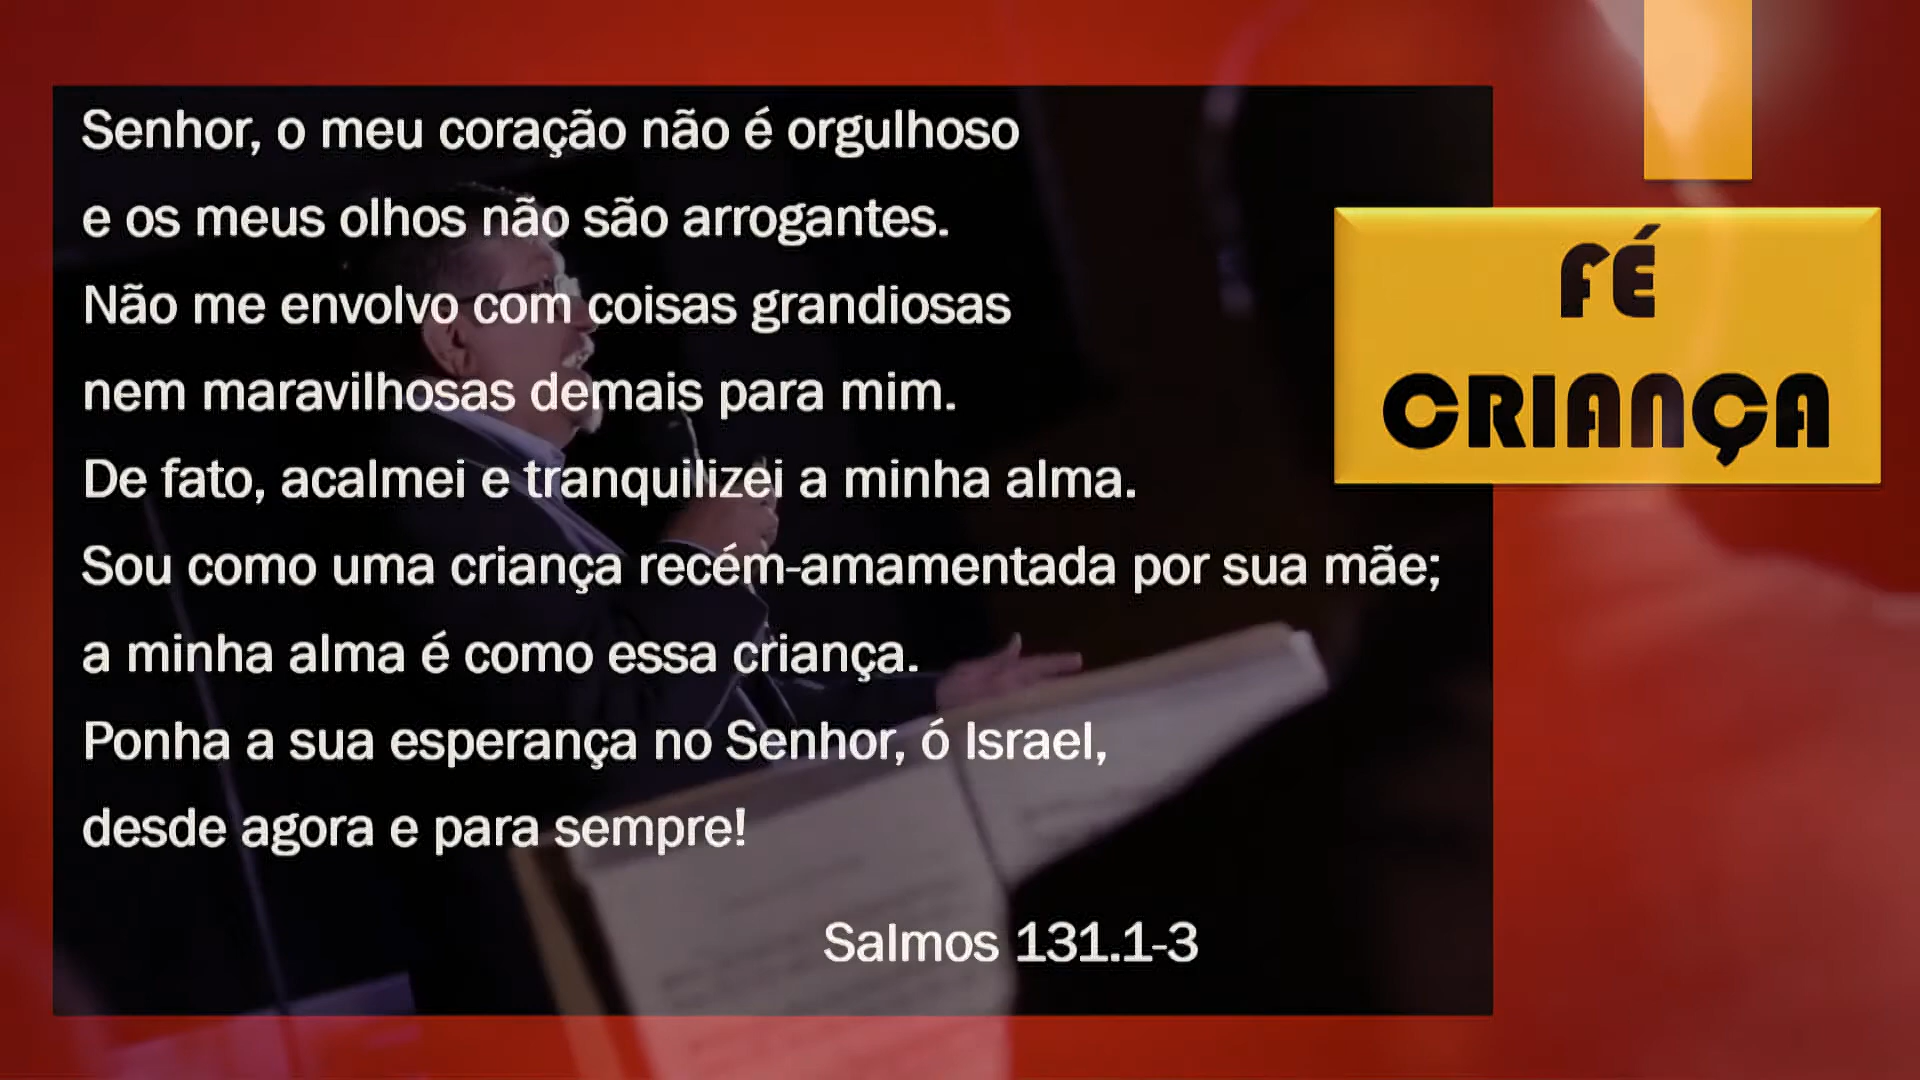 Senhor, o meu coração não é orgulhoso
e os meus olhos não são arrogantes.
Não me envolvo com coisas grandiosas
nem maravilhosas demais para mim.
De fato, acalmei e tranquilizei a minha alma.
Sou como uma criança recém-amamentada por sua mãe;
a minha alma é como essa criança.
Ponha a sua esperança no Senhor, ó Israel,
desde agora e para sempre!
Salmos 131.1-3
FÉ
CRIANÇA